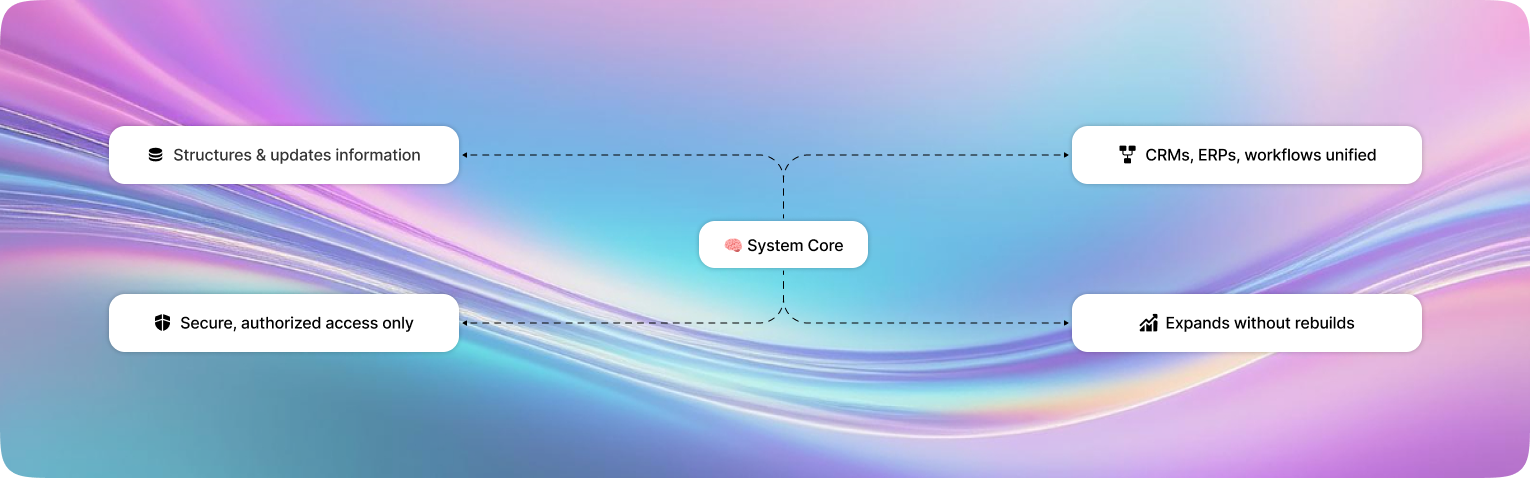 Structures & updates information
CRMs, ERPs, workflows unified
System Core
Secure, authorized access only
Expands without rebuilds